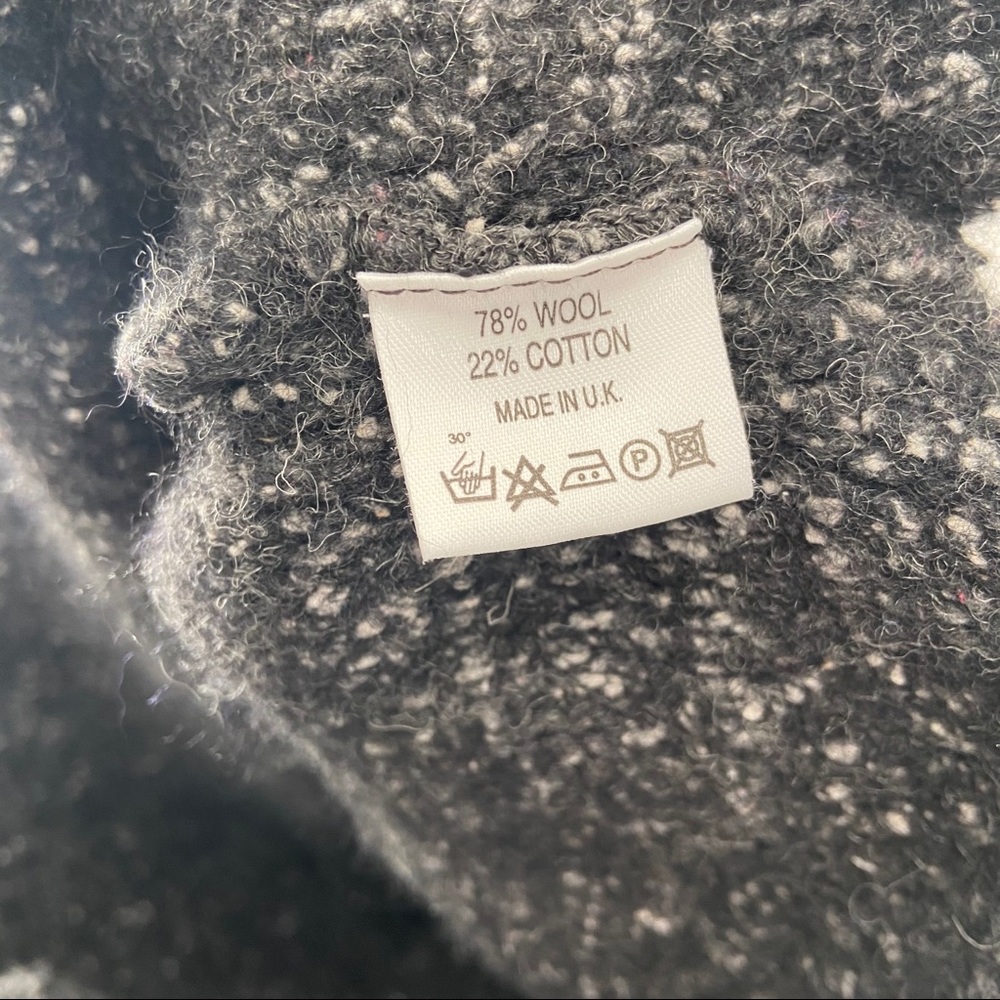 78% WOOL
22% COTTON
MADE IN U.K.
30°
P